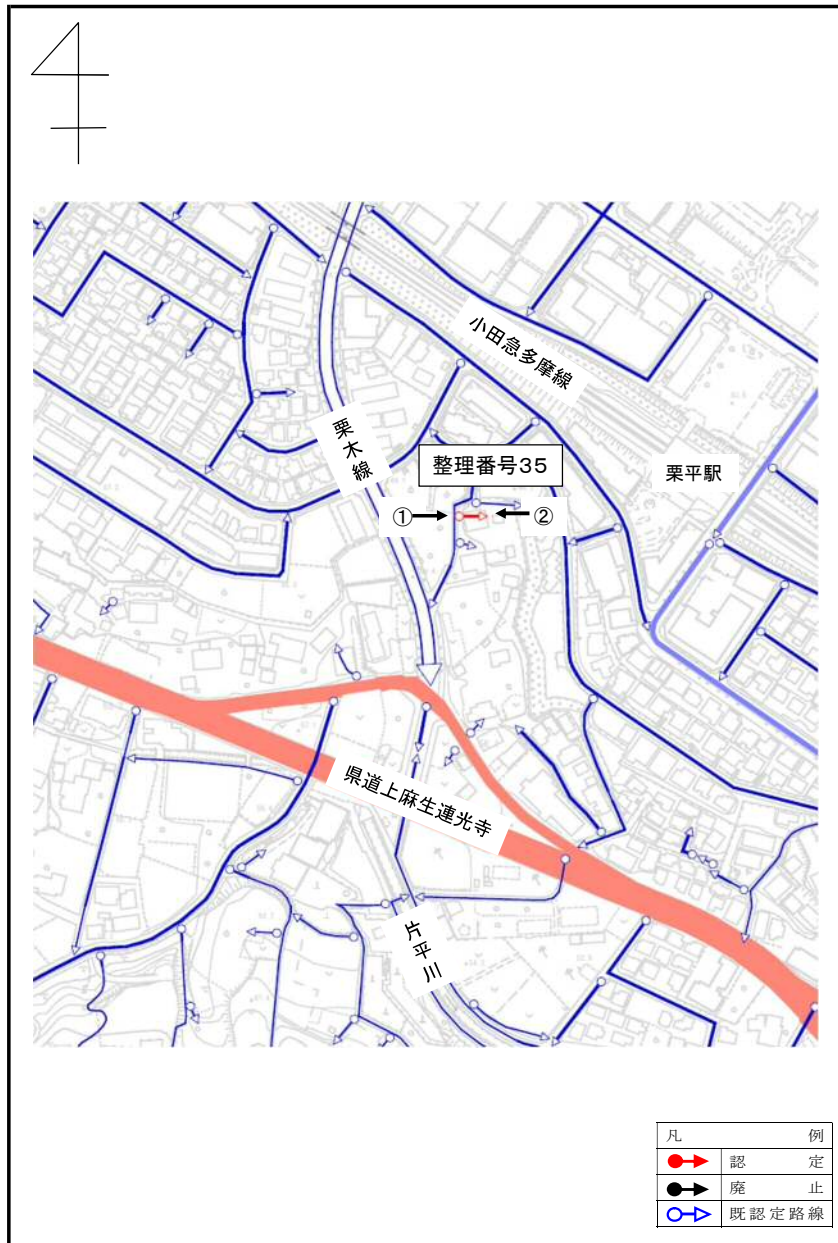 小田急多摩線
栗木線
整理番号35
栗平駅
①
②
県道上麻生連光寺
片平川
凡例
認定
廃止
既認定路線